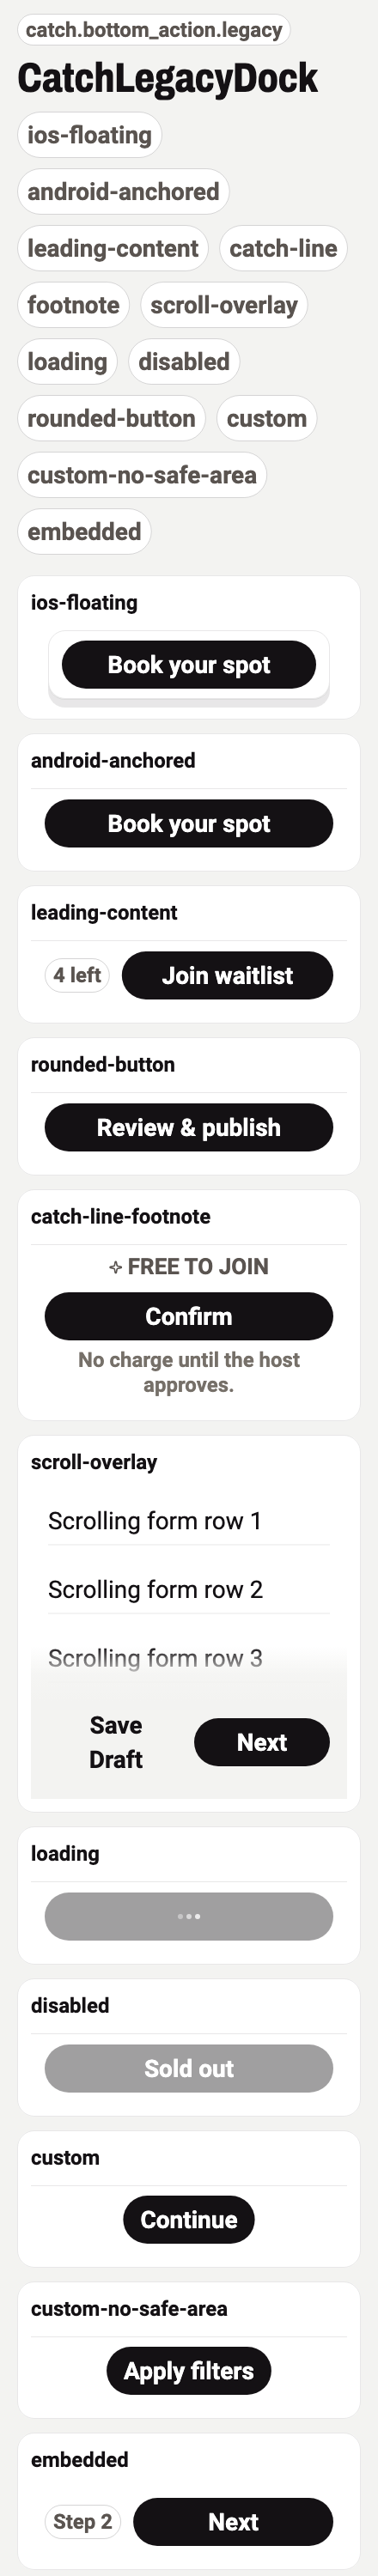 catch.bottom_action.legacy
CatchLegacyDock
ios-floating
android-anchored
leading-content catch-line
footnote scroll-overlay
loading disabled
rounded-button custom
custom-no-safe-area
embedded
ios-floating
Book your spot
android-anchored
Book your spot
leading-content
4 left Join waitlist
rounded-button
Review & publish
catch-line-footnote
FREE TO JOIN
Confirm
No charge until the host
approves.
scroll-overlay
Scrolling form row 1
Scrolling form row 2
Scrolling form row 3
Save
Draft
Next
loading
disabled
Sold out
custom
Continue
custom-no-safe-area
Apply filters
embedded
Step 2 Next